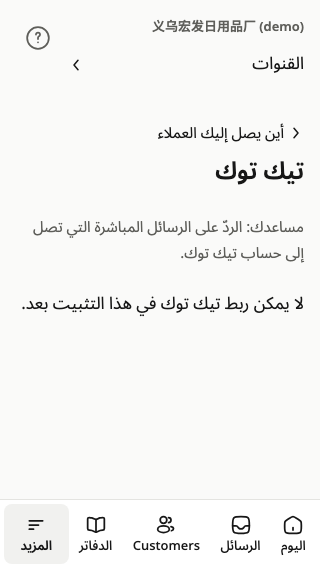 义乌宏发日用品厂 (demo)
القنوات
أين يصل إليك العملاء
تيك توك
مساعدك: الردّ على الرسائل المباشرة التي تصل
إلى حساب تيك توك.
لا يمكن ربط تيك توك في هذا التثبيت بعد.
اليوم
الرسائل
Customers
الدفاتر
المزيد